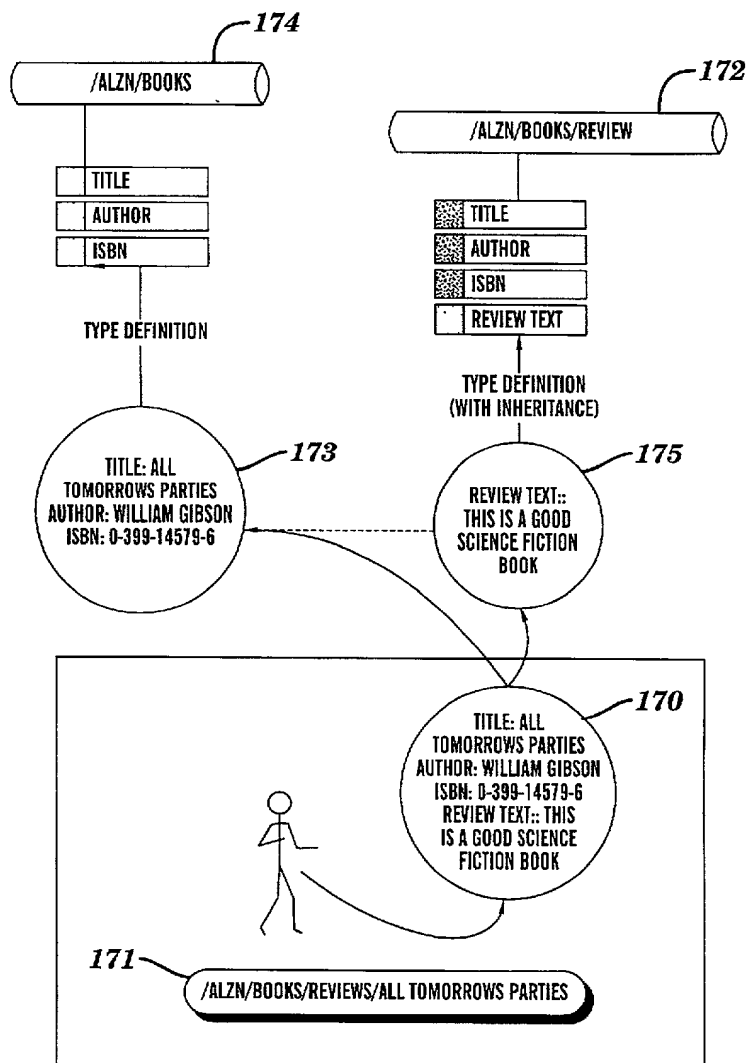 174
/ALZN/BOOKS
172
/ALZN/BOOKS/REVIEW
TITLE
AUTHOR
ISBN
TITLE
AUTHOR
ISBN
REVIEW TEXT
TYPE DEFINITION
TYPE DEFINITION
(WITH INHERITANCE)
173
TITLE: ALL
TOMORROWS PARTIES
AUTHOR: WILLIAM GIBSON
ISBN: 0-399-14579-6
175
REVIEW TEXT::
THIS IS A GOOD
SCIENCE FICTION
BOOK
170
TITLE: ALL
TOMORROWS PARTIES
AUTHOR: WILLIAM GIBSON
ISBN: 0-399-14579-6
REVIEW TEXT:: THIS
IS A GOOD SCIENCE
FICTION BOOK
171
/ALZN/BOOKS/REVIEWS/ALL TOMORROWS PARTIES